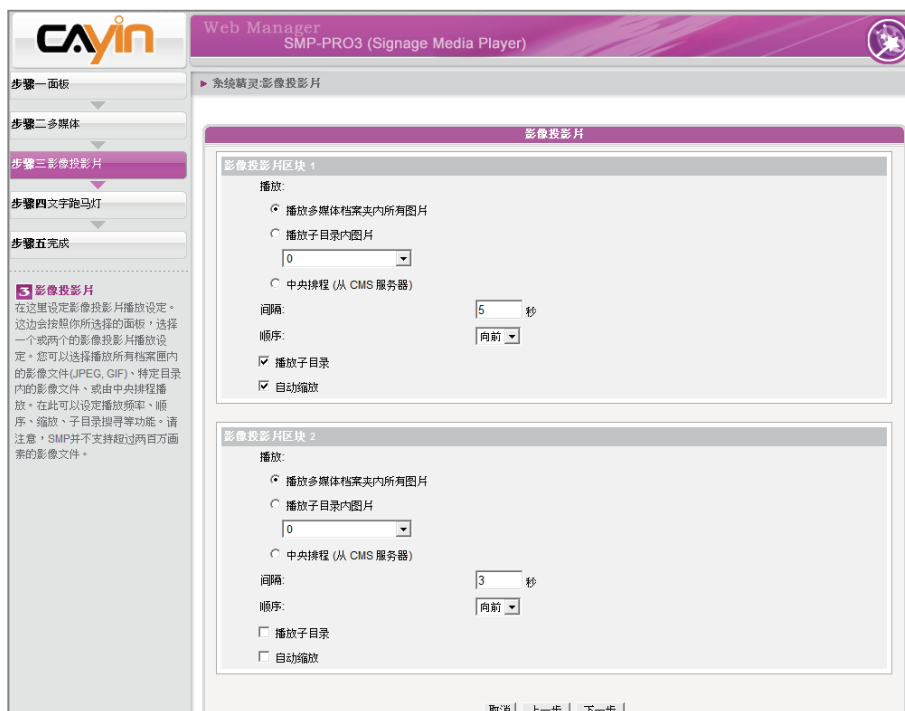 CAYIN
Web Manager
SMP-PRO3 (Signage Media Player)
步骤一面板
步骤二多媒体
步骤三影像投影片
步骤四文字跑马灯
步骤五完成
3 影像投影片
在这里设定影像投影片播放设定。
这边会按照你所选择的面板,选择
一个或两个的影像投影片播放设
定。您可以选择播放所有档案匣内
的影像文件(JPEG, GIF)、特定目录
内的影像文件、或由中央排程播
放。在此可以设定播放频率、顺
序、缩放、子目录搜寻等功能。请
注意,SMP并不支持超过两百万画
素的影像文件。
系统精灵:影像投影片
影像投影片
影像投影片区块 1
播放:
播放多媒体档案夹内所有图片
播放子目录内图片
0
中央排程 (从 CMS 服务器)
间隔: 5 秒
顺序: 向前
播放子目录
自动缩放
影像投影片区块 2
播放:
播放多媒体档案夹内所有图片
播放子目录内图片
0
中央排程 (从 CMS 服务器)
间隔: 3 秒
顺序: 向前
播放子目录
自动缩放
取消 上一步 下一步